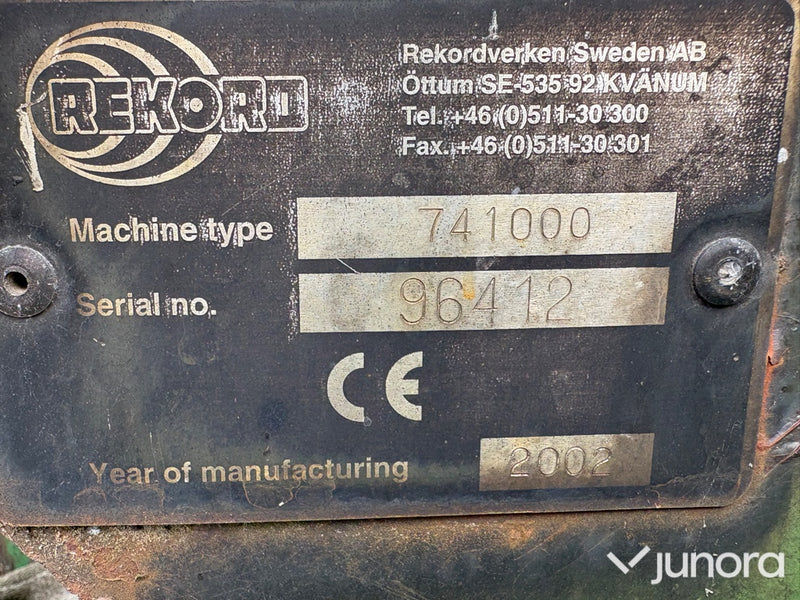 REKORD
Rekordverken Sweden AB
Öttum SE-535 92 KVÄNUM
Tel. +46 (0)511-30 300
Fax. +46 (0)511-30 301
Machine type 741000
Serial no. 96412
CE
Year of manufacturing 2002
junora